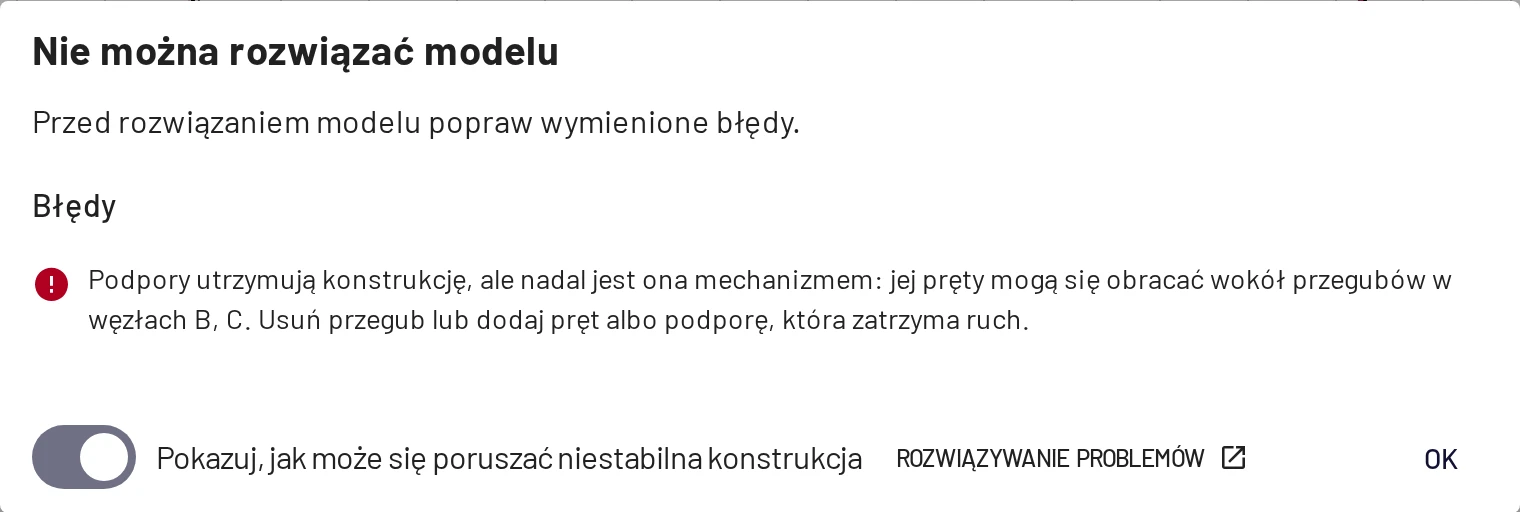 Nie można rozwiązać modelu
Przed rozwiązaniem modelu popraw wymienione błędy.
Błędy
Podpory utrzymują konstrukcję, ale nadal jest ona mechanizmem: jej pręty mogą się obracać wokół przegubów w
węzłach B, C. Usuń przegub lub dodaj pręt albo podporę, która zatrzyma ruch.
Pokazuj, jak może się poruszać niestabilna konstrukcja
ROZWIĄZYWANIE PROBLEMÓW
OK